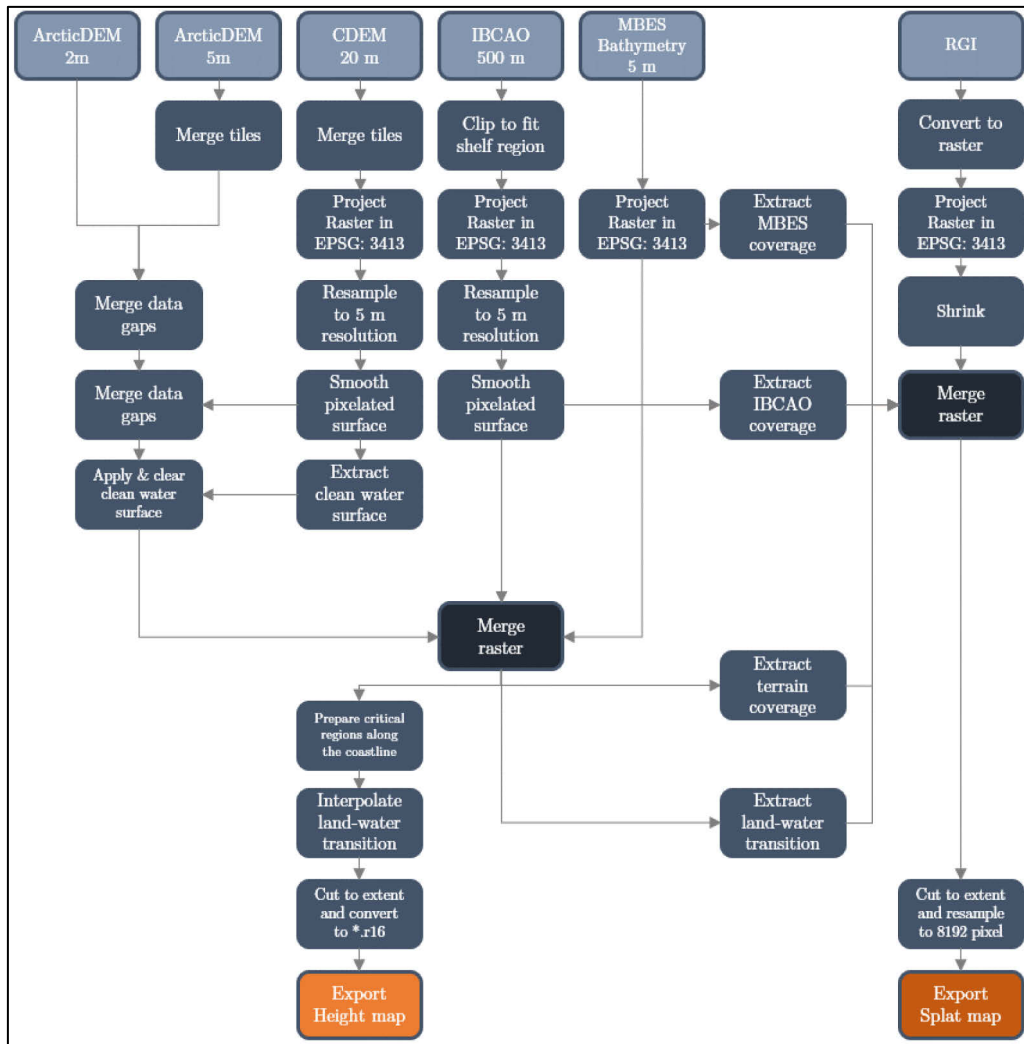 ArcticDEM
2m
ArcticDEM
5m
CDEM
20 m
IBCAO
500 m
MBES
Bathymetry
5 m
RGI
Merge tiles
Merge tiles
Clip to fit
shelf region
Convert to
raster
Project
Raster in
EPSG: 3413
Project
Raster in
EPSG: 3413
Project
Raster in
EPSG: 3413
Extract
MBES
coverage
Project
Raster in
EPSG: 3413
Merge data
gaps
Resample
to 5 m
resolution
Resample
to 5 m
resolution
Shrink
Merge data
gaps
Smooth
pixelated
surface
Smooth
pixelated
surface
Extract
IBCAO
coverage
Merge
raster
Apply & clear
clean water
surface
Extract
clean water
surface
Merge
raster
Extract
terrain
coverage
Prepare critical
regions along
the coastline
Interpolate
land-water
transition
Extract
land-water
transition
Cut to extent
and convert
to *.r16
Cut to extent
and resample
to 8192 pixel
Export
Height map
Export
Splat map